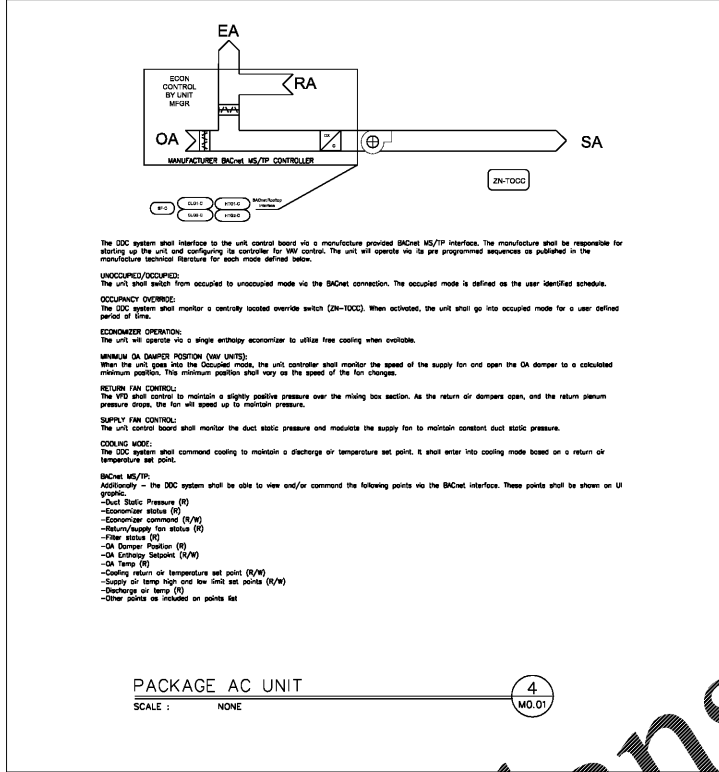 EA
ECON
CONTROL
BY UNIT
MFGR
RA
OA
DX
C
SA
MANUFACTURER BACnet MS/TP CONTROLLER
ZN-TOCC
SF-C
CLG1-C
HTG1-C
CLG2-C
HTG2-C
BACnet/Rooftop
Interface
The DDC system shall interface to the unit control board via a manufacture provided BACnet MS/TP interface. The manufacture shall be responsible for
starting up the unit and configuring its controller for VAV control. The unit will operate via its pre programmed sequences as published in the
manufacture technical literature for each mode defined below.
UNOCCUPIED/OCCUPIED:
The unit shall switch from occupied to unoccupied mode via the BACnet connection. The occupied mode is defined as the user identified schedule.
OCCUPANCY OVERRIDE:
The DDC system shall monitor a centrally located override switch (ZN-TOCC). When activated, the unit shall go into occupied mode for a user defined
period of time.
ECONOMIZER OPERATION:
The unit will operate via a single enthalpy economizer to utilize free cooling when available.
MINIMUM OA DAMPER POSITION (VAV UNITS):
When the unit goes into the Occupied mode, the unit controller shall monitor the speed of the supply fan and open the OA damper to a calculated
minimum position. This minimum position shall vary as the speed of the fan changes.
RETURN FAN CONTROL:
The VFD shall control to maintain a slightly positive pressure over the mixing box section. As the return air dampers open, and the return plenum
pressure drops, the fan will speed up to maintain pressure.
SUPPLY FAN CONTROL:
The unit control board shall monitor the duct static pressure and modulate the supply fan to maintain constant duct static pressure.
COOLING MODE:
The DDC system shall command cooling to maintain a discharge air temperature set point. It shall enter into cooling mode based on a return air
temperature set point.
BACnet MS/TP:
Additionally - the DDC system shall be able to view and/or command the following points via the BACnet interface. These points shall be shown on UI
graphic.
-Duct Static Pressure (R)
-Economizer status (R)
-Economizer command (R/W)
-Return/supply fan status (R)
-Filter status (R)
-OA Damper Position (R)
-OA Enthalpy Setpoint (R/W)
-OA Temp (R)
-Cooling return air temperature set point (R/W)
-Supply air temp high and low limit set points (R/W)
-Discharge air temp (R)
-Other points as included on points list
PACKAGE AC UNIT
SCALE : NONE
4
M0.01